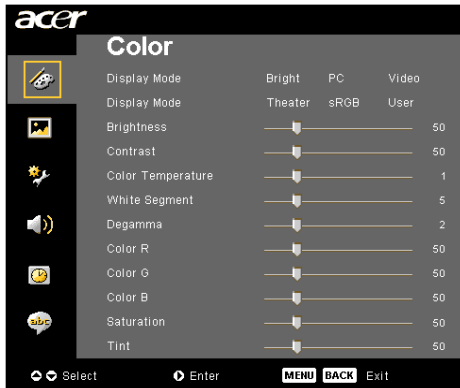 acer
Color
Display Mode Bright PC Video
Display Mode Theater sRGB User
Brightness 50
Contrast 50
Color Temperature 1
White Segment 5
Degamma 2
Color R 50
Color G 50
Color B 50
abc
Saturation 50
Tint 50
Select Enter MENU BACK Exit